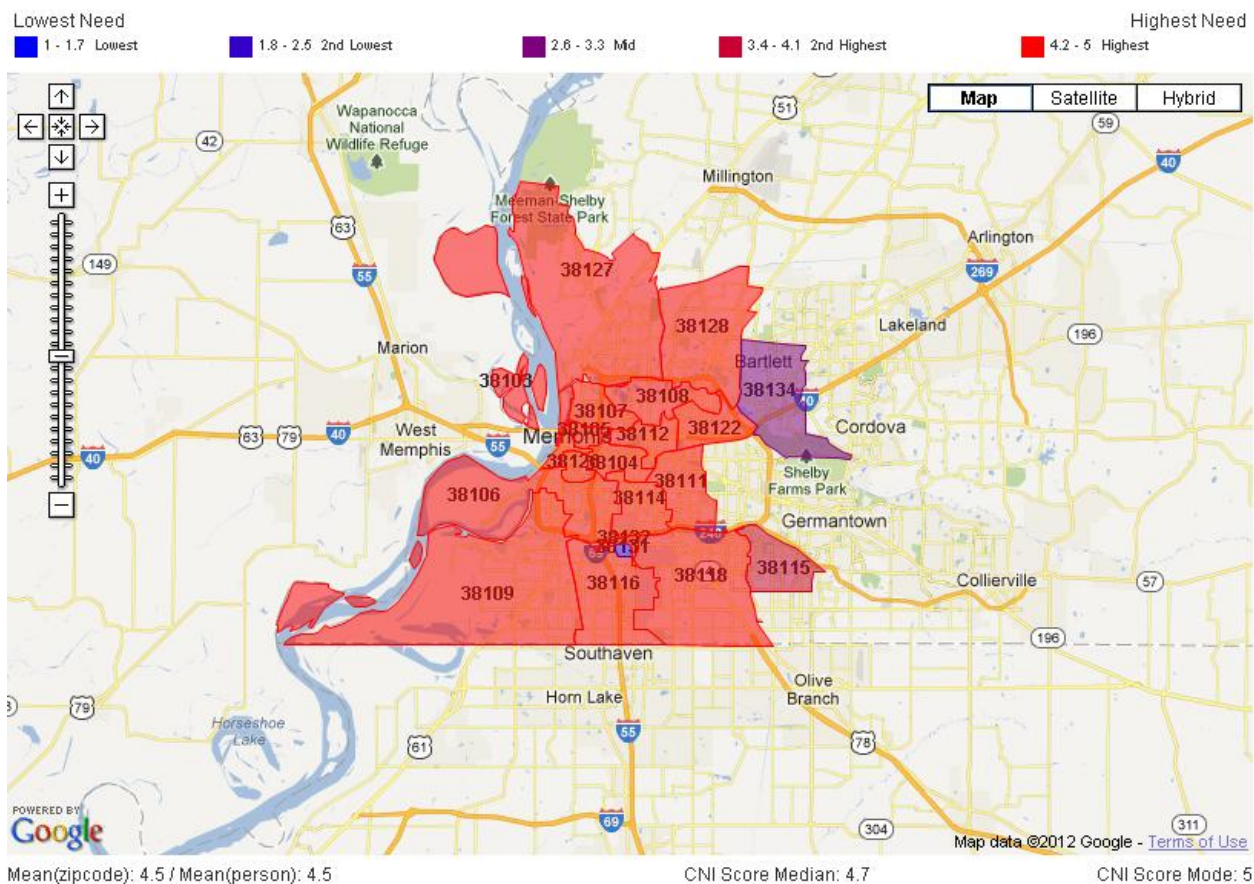 Lowest Need
Highest Need
1 - 1.7 Lowest
1.8 - 2.5 2nd Lowest
2.6 - 3.3 Mid
3.4 - 4.1 2nd Highest
4.2 - 5 Highest
Map
Satellite
Hybrid
51
59
Wapanocca
National
Wildlife Refuge
42
40
Millington
Meeman-Shelby
Forest State Park
63
Arlington
149
55
38127
269
38128
Lakeland
196
Marion
Bartlett
38103
38134
38108
40
38107
38105
38122
Cordova
63
79
40
West
Memphis
55
Memphis
38112
40
38104
Shelby
Farms Park
38111
38106
38114
Germantown
38132
240
69
38131
38116
38118
38115
Collierville
57
38109
196
Southaven
Horn Lake
Olive
Branch
79
Horseshoe
Lake
61
55
78
POWERED BY
Google
69
304
311
Map data ©2012 Google - Terms of Use
Mean(zipcode): 4.5 / Mean(person): 4.5
CNI Score Median: 4.7
CNI Score Mode: 5